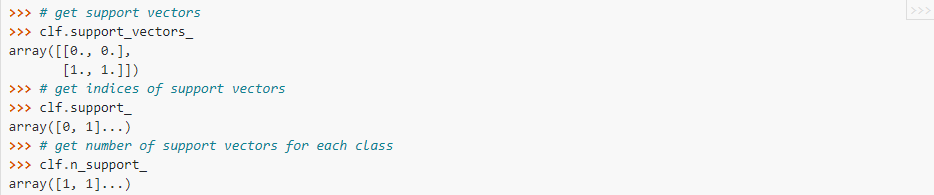 >>> # get support vectors
>>> clf.support_vectors_
array([[0., 0.],
       [1., 1.]])
>>> # get indices of support vectors
>>> clf.support_
array([0, 1]...)
>>> # get number of support vectors for each class
>>> clf.n_support_
array([1, 1]...)
>>>